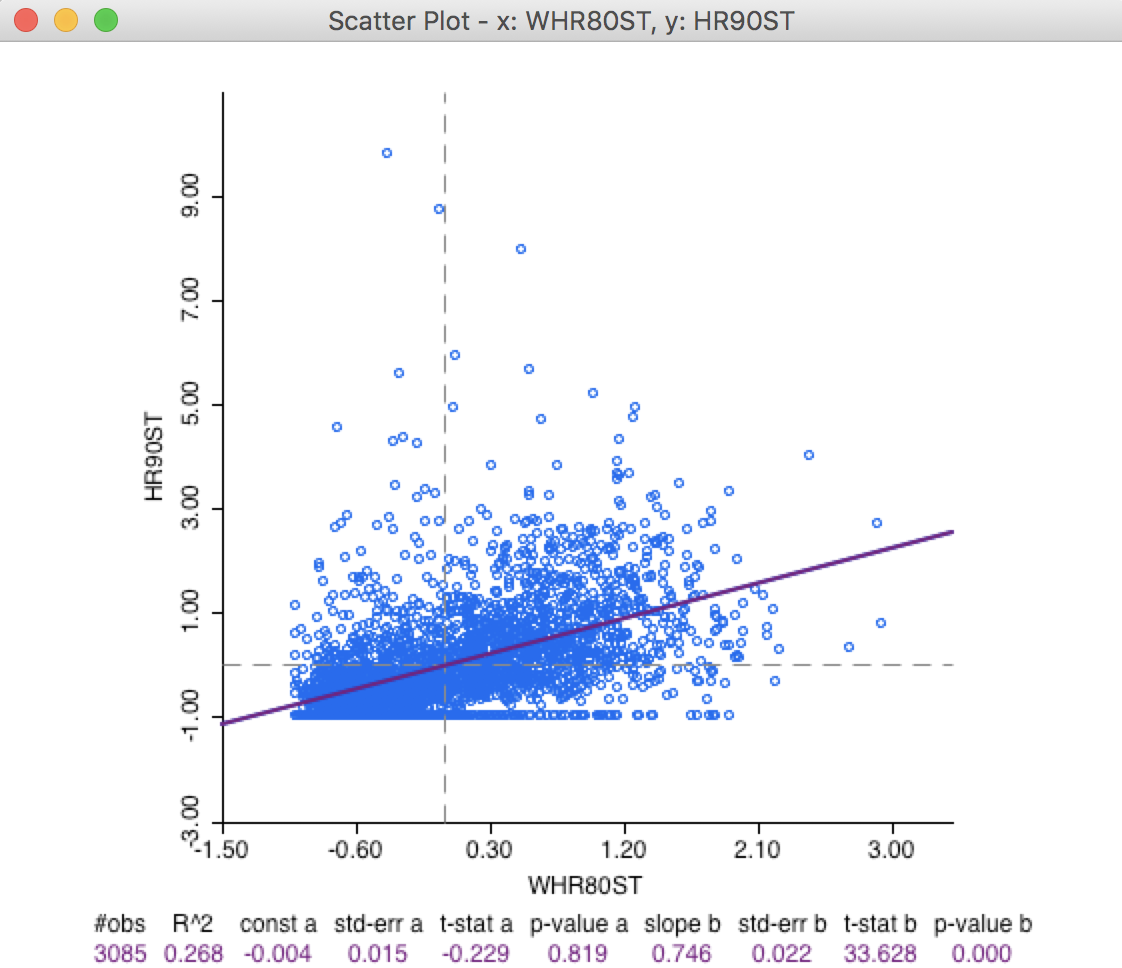 Scatter Plot - x: WHR80ST, y: HR90ST
9.00
7.00
5.00
3.00
1.00
-1.00
-3.00
HR90ST
-1.50 -0.60 0.30 1.20 2.10 3.00
WHR80ST
#obs R^2 const a std-err a t-stat a p-value a slope b std-err b t-stat b p-value b
3085 0.268 -0.004 0.015 -0.229 0.819 0.746 0.022 33.628 0.000